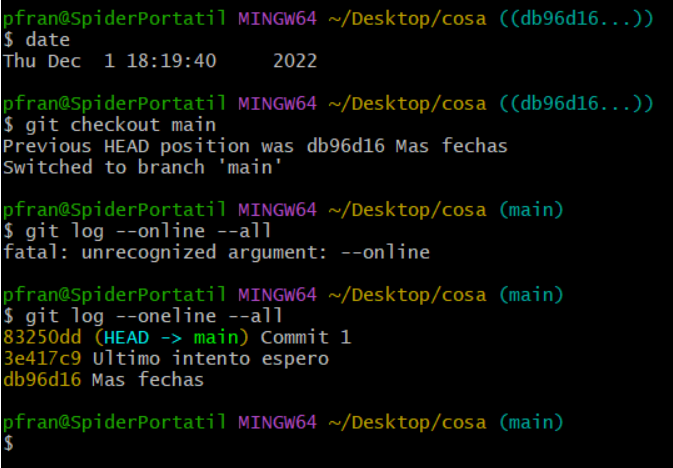 pfran@SpiderPortatil MINGW64 ~/Desktop/cosa ((db96d16...))
$ date
Thu Dec  1 18:19:40     2022
pfran@SpiderPortatil MINGW64 ~/Desktop/cosa ((db96d16...))
$ git checkout main
Previous HEAD position was db96d16 Mas fechas
Switched to branch 'main'
pfran@SpiderPortatil MINGW64 ~/Desktop/cosa (main)
$ git log --online --all
fatal: unrecognized argument: --online
pfran@SpiderPortatil MINGW64 ~/Desktop/cosa (main)
$ git log --oneline --all
83250dd (HEAD -> main) Commit 1
3e417c9 Ultimo intento espero
db96d16 Mas fechas
pfran@SpiderPortatil MINGW64 ~/Desktop/cosa (main)
$